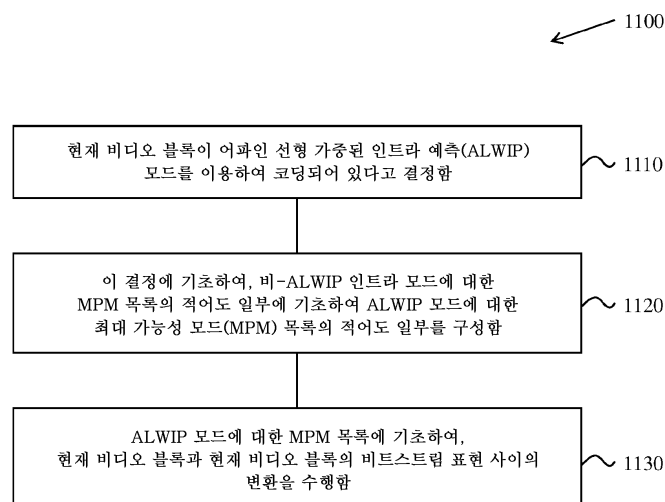 1100
현재 비디오 블록이 어파인 선형 가중된 인트라 예측(ALWIP)
모드를 이용하여 코딩되어 있다고 결정함
1110
이 결정에 기초하여, 비-ALWIP 인트라 모드에 대한
MPM 목록의 적어도 일부에 기초하여 ALWIP 모드에 대한
최대 가능성 모드(MPM) 목록의 적어도 일부를 구성함
1120
ALWIP 모드에 대한 MPM 목록에 기초하여,
현재 비디오 블록과 현재 비디오 블록의 비트스트림 표현 사이의
변환을 수행함
1130